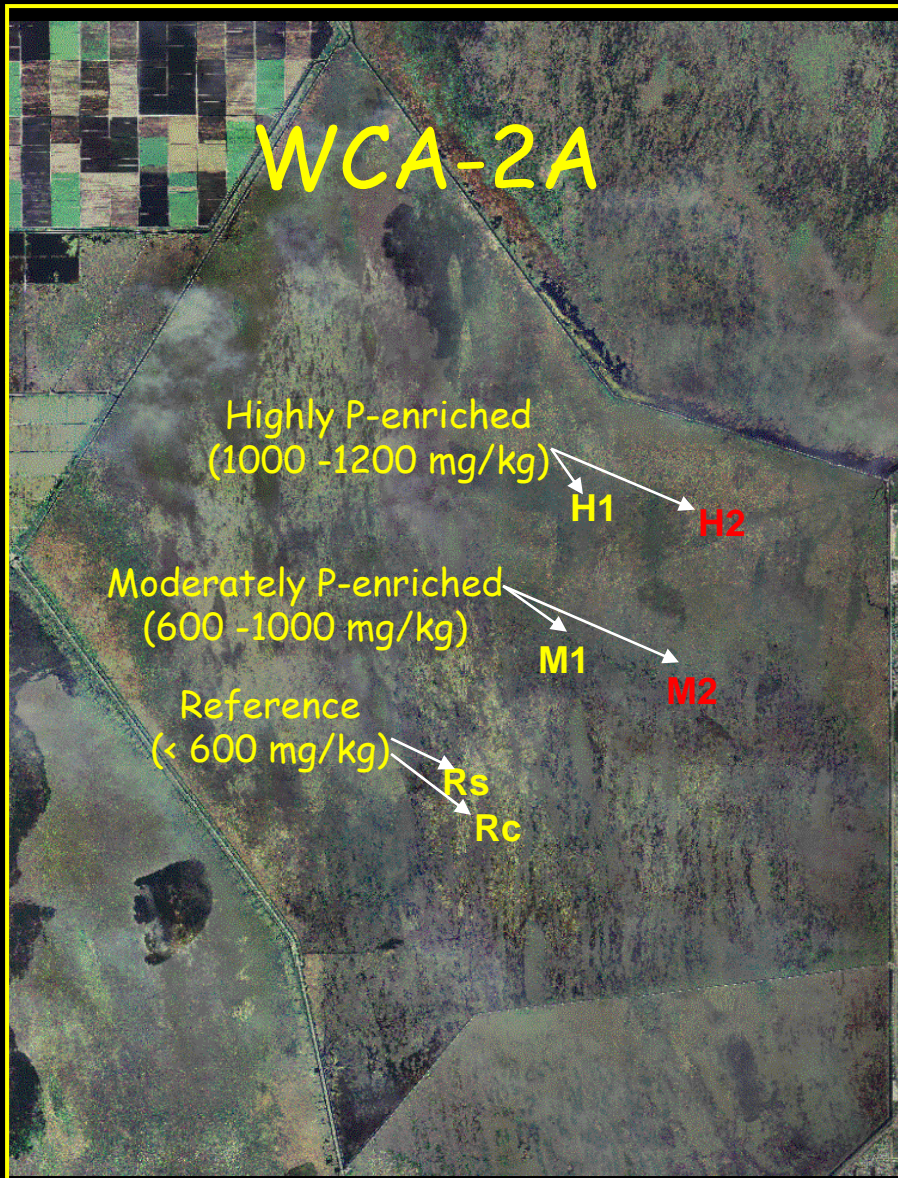 WCA-2A
Highly P-enriched
(1000 -1200 mg/kg)
H1
H2
Moderately P-enriched
(600 -1000 mg/kg)
M1
M2
Reference
(< 600 mg/kg)
Rs
Rc